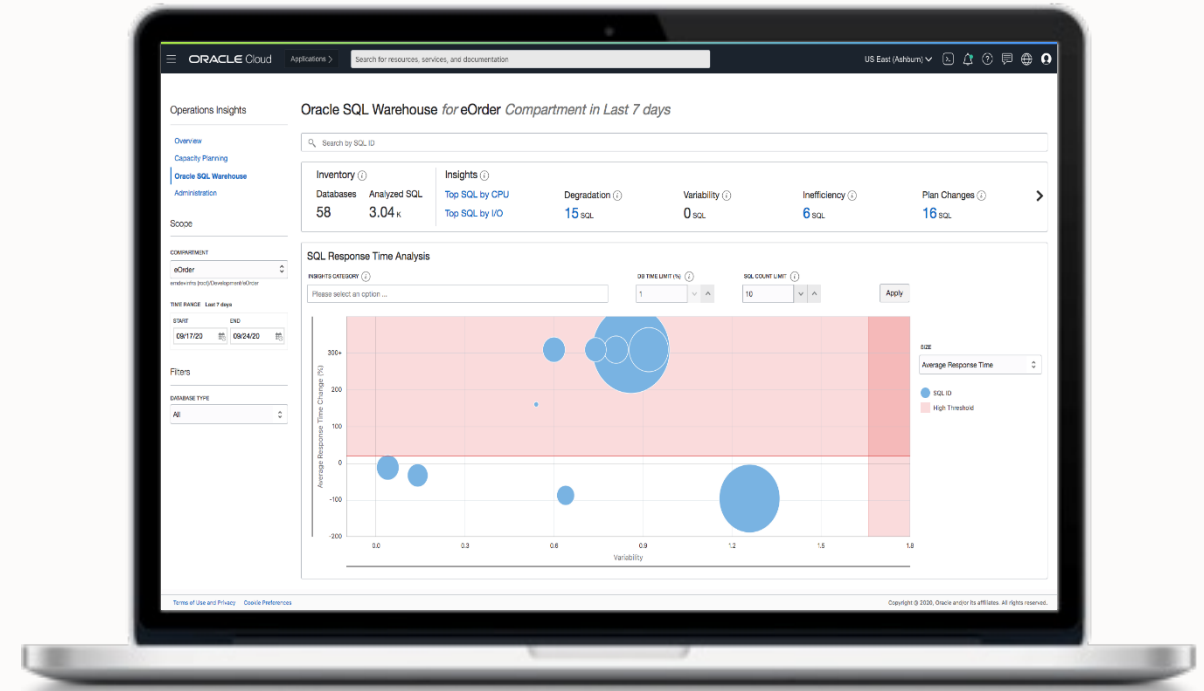 ORACLE Cloud
Applications >
Search for resources, services, and documentation
US East (Ashburn)
Operations Insights
Overview
Capacity Planning
Oracle SQL Warehouse
Administration
Scope
COMPARTMENT
eOrder
emdevinfra (root)/Development/eOrder
TIME RANGE Last 7 days
START END
09/17/20 09/24/20
Filters
DATABASE TYPE
All
Oracle SQL Warehouse for eOrder Compartment in Last 7 days
Search by SQL ID
Inventory
Databases Analyzed SQL
58 3.04 K
Insights
Top SQL by CPU
Top SQL by I/O
Degradation
15 SQL
Variability
0 SQL
Inefficiency
6 SQL
Plan Changes
16 SQL
SQL Response Time Analysis
INSIGHTS CATEGORY
Please select an option ...
DB TIME LIMIT (%)
1
SQL COUNT LIMIT
10
Apply
Average Response Time Change (%)
300+
200
100
0
-100
-200
0.0 0.3 0.6 0.9 1.2 1.5 1.8
Variability
SIZE
Average Response Time
SQL ID
High Threshold
Terms of Use and Privacy Cookie Preferences
Copyright © 2020, Oracle and/or its affiliates. All rights reserved.